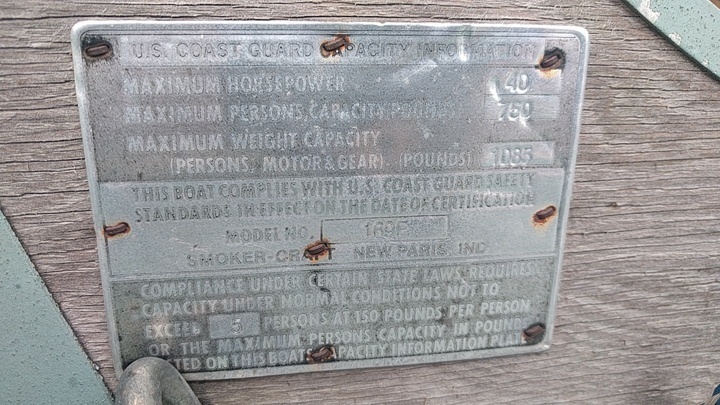 U.S. COAST GUARD CAPACITY INFORMATION
MAXIMUM HORSEPOWER 40
MAXIMUM PERSONS CAPACITY (POUNDS) 750
MAXIMUM WEIGHT CAPACITY
(PERSONS, MOTOR & GEAR) (POUNDS) 1085
THIS BOAT COMPLIES WITH U.S. COAST GUARD SAFETY
STANDARDS IN EFFECT ON THE DATE OF CERTIFICATION
MODEL NO.
SMOKER-CRAFT NEW PARIS, IND
COMPLIANCE UNDER CERTAIN STATE LAWS, REQUIRES
CAPACITY UNDER NORMAL CONDITIONS NOT TO
EXCEED 5 PERSONS AT 150 POUNDS PER PERSON
OR THE MAXIMUM PERSONS CAPACITY IN POUNDS
LISTED ON THIS BOATS CAPACITY INFORMATION PLATE